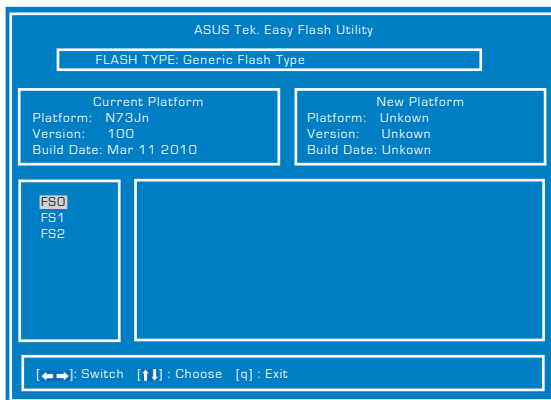 ASUS Tek. Easy Flash Utility
FLASH TYPE: Generic Flash Type
Current Platform
Platform: N73Jn
Version: 100
Build Date: Mar 11 2010
New Platform
Platform: Unkown
Version: Unkown
Build Date: Unkown
FS0
FS1
FS2
[⬅➡]: Switch [⬆⬇] : Choose [q] : Exit